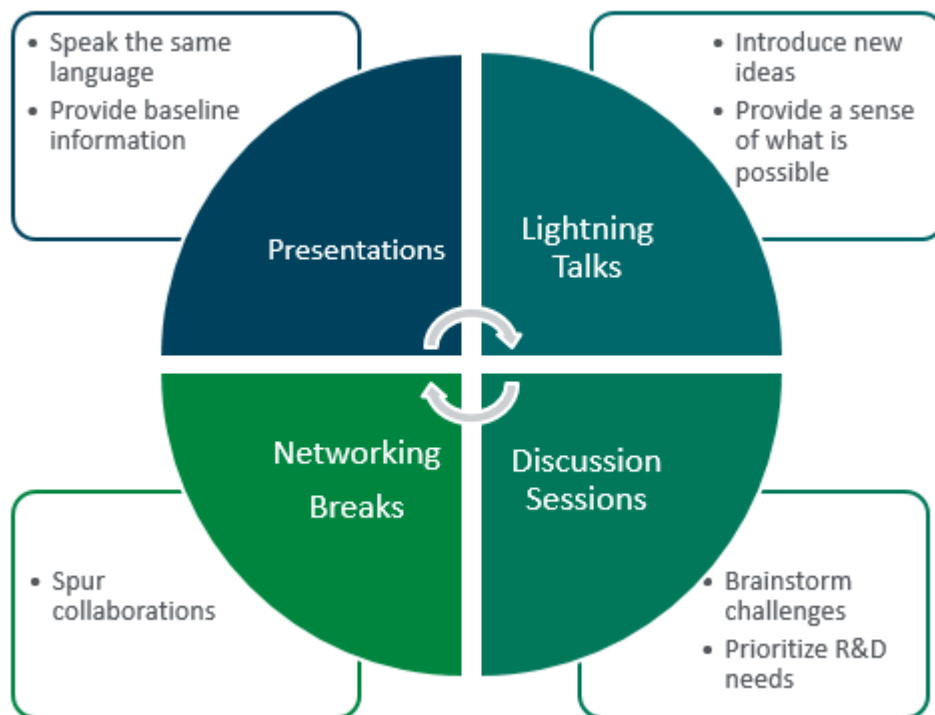 • Speak the same
language
• Provide baseline
information
Presentations
• Introduce new
ideas
• Provide a sense
of what is
possible
Lightning
Talks
Networking
Breaks
• Spur
collaborations
Discussion
Sessions
• Brainstorm
challenges
• Prioritize R&D
needs